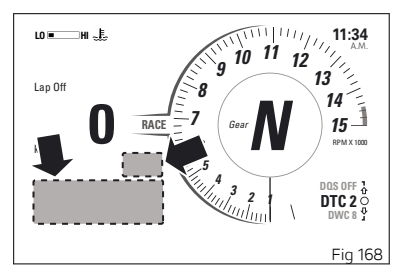 LO HI
11:34
A.M.
Lap Off
0
RACE
Gear
N
1
2
3
4
5
7
8
9
10
11
12
13
14
15
RPM X 1000
DQS OFF
DTC 2
DWC 8
Fig 168